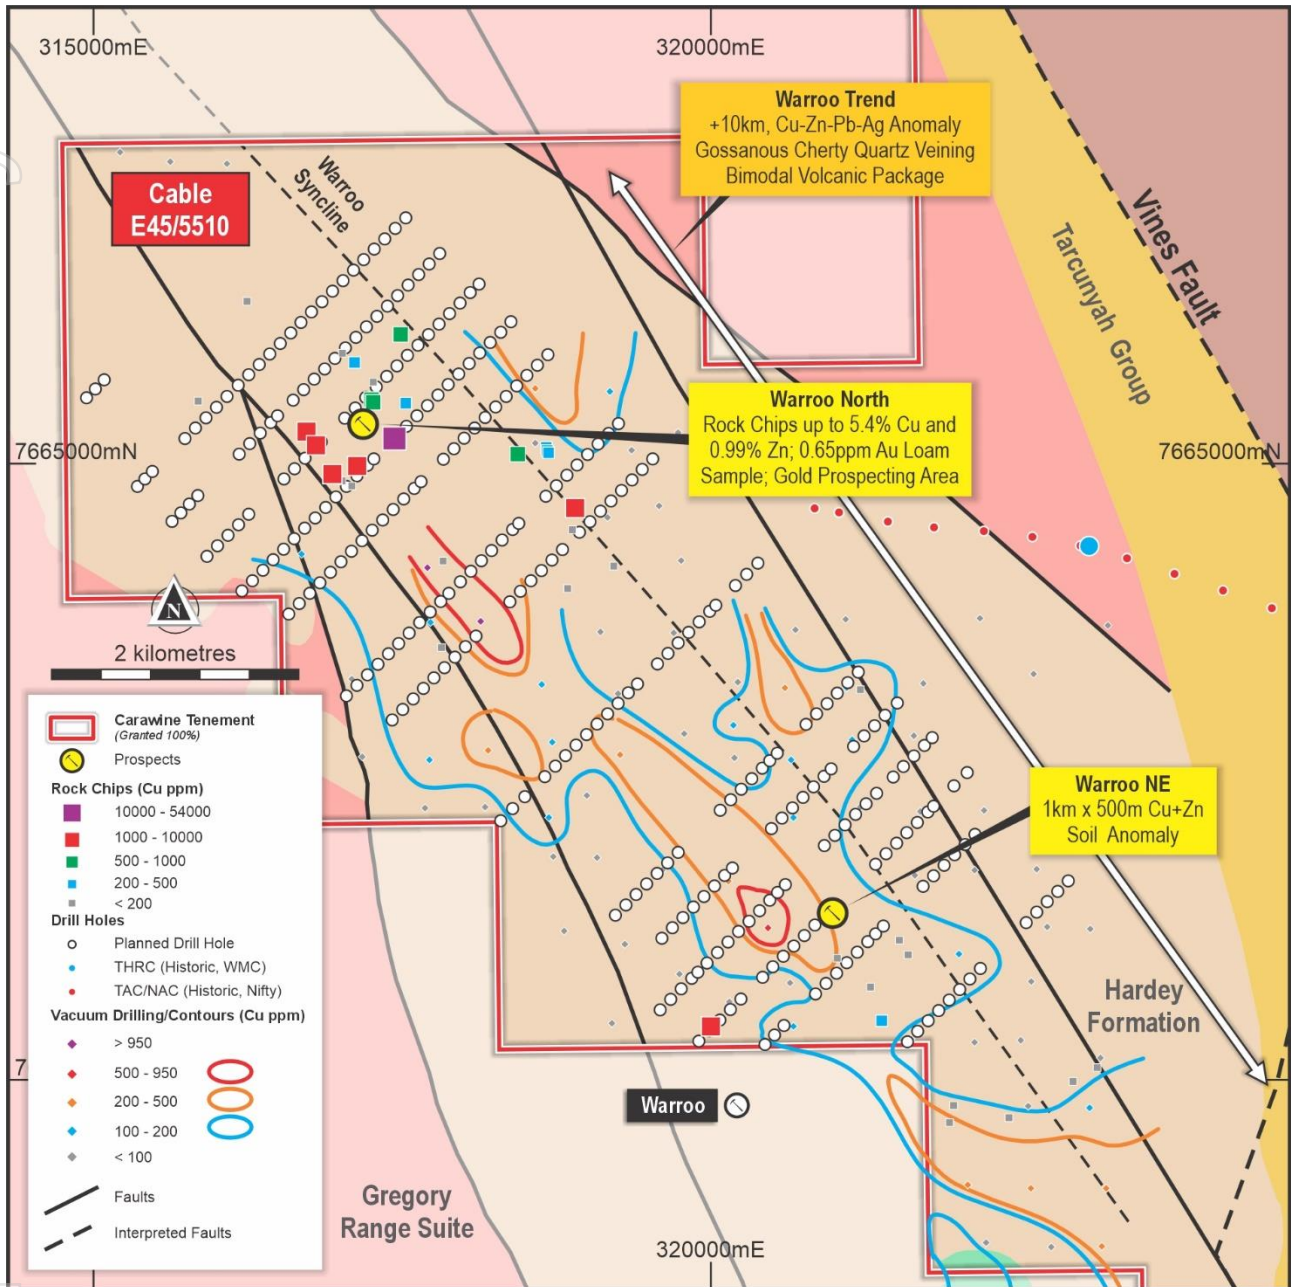 315000mE
320000mE
Warroo Trend
+10km, Cu-Zn-Pb-Ag Anomaly
Gossanous Cherty Quartz Veining
Bimodal Volcanic Package
Cable
E45/5510
Warroo
Syncline
Vines Fault
Tarcunyah Group
Warroo North
Rock Chips up to 5.4% Cu and
0.99% Zn; 0.65ppm Au Loam
Sample; Gold Prospecting Area
7665000mN
7665000mN
N
2 kilometres
Carawine Tenement
(Granted 100%)
Prospects
Rock Chips (Cu ppm)
10000 - 54000
1000 - 10000
500 - 1000
200 - 500
< 200
Drill Holes
Planned Drill Hole
THRC (Historic, WMC)
TAC/NAC (Historic, Nifty)
Vacuum Drilling/Contours (Cu ppm)
> 950
500 - 950
200 - 500
100 - 200
< 100
Faults
Interpreted Faults
Warroo NE
1km x 500m Cu+Zn
Soil Anomaly
Hardey
Formation
7
Warroo
Gregory
Range Suite
320000mE